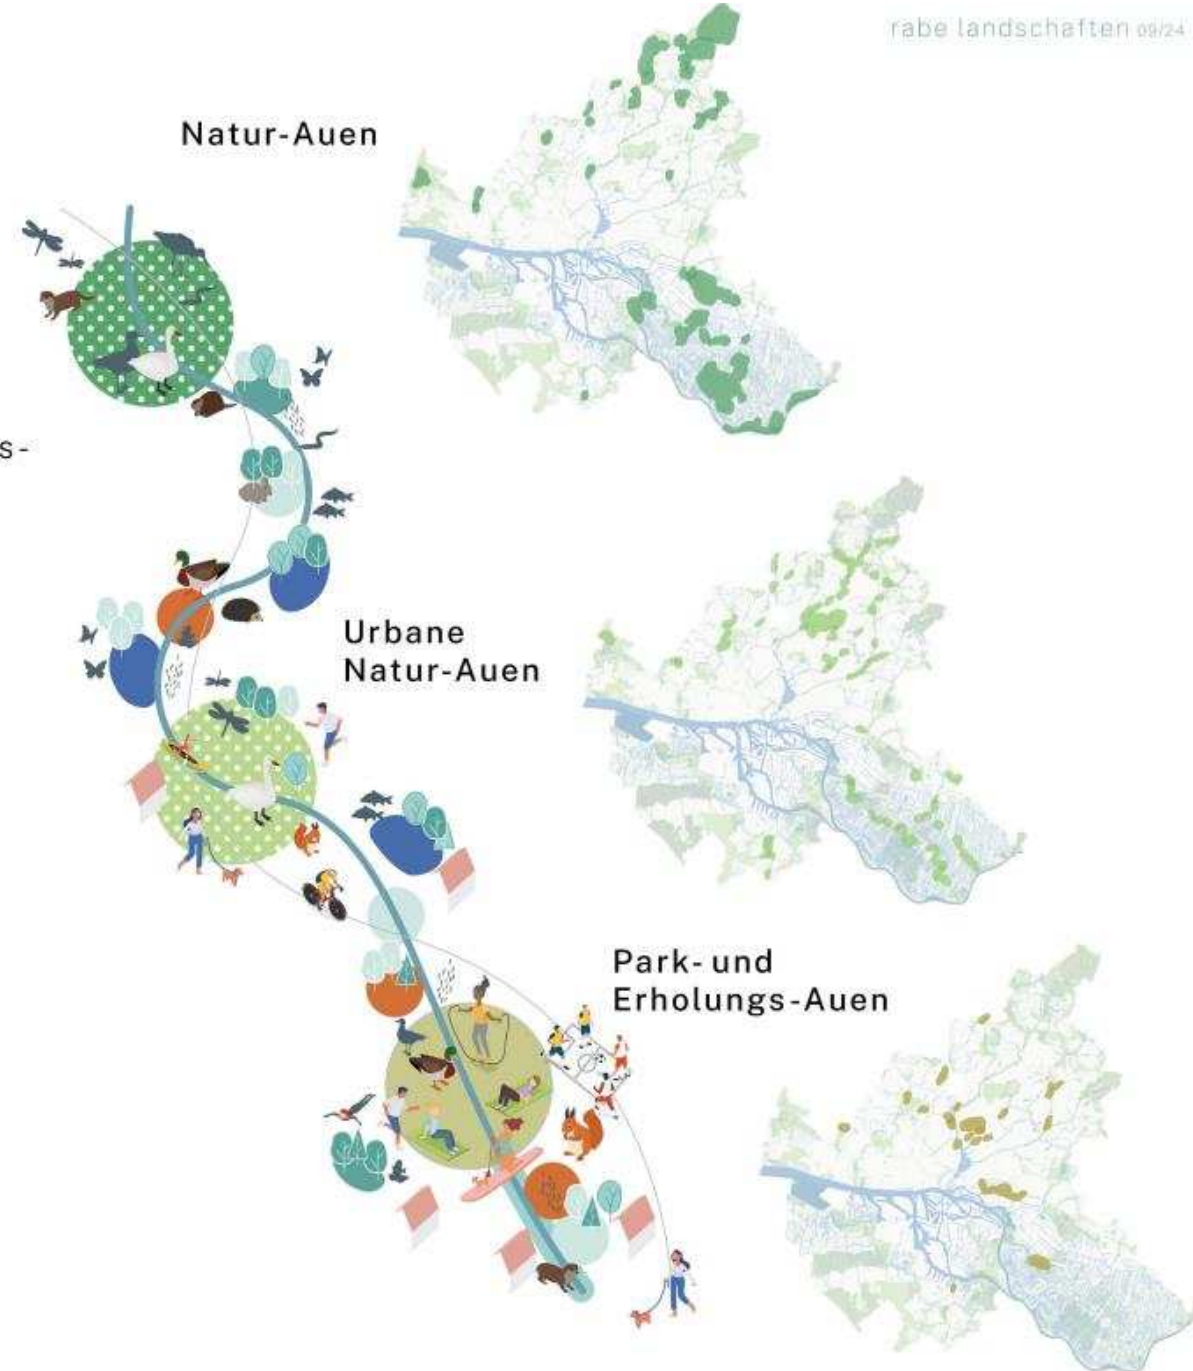 rabe landschaften 09/24
Natur-Auen
s-
Urbane
Natur-Auen
Park- und
Erholungs-Auen